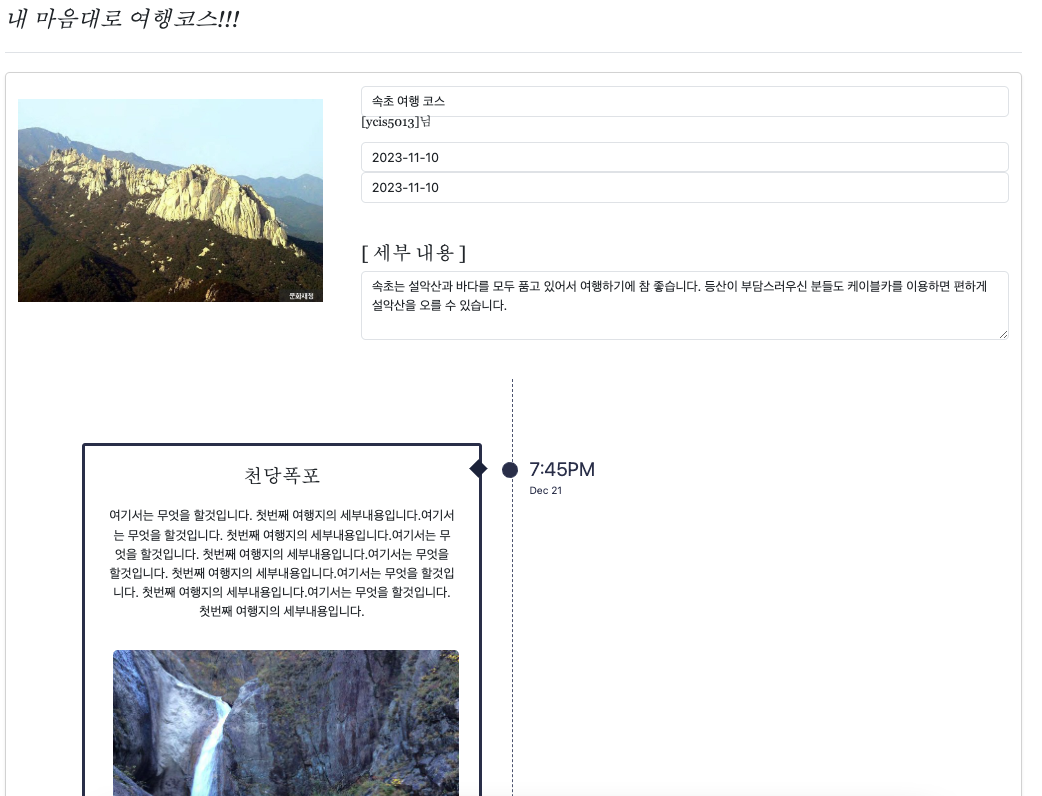 내 마음대로 여행코스!!!
속초 여행 코스
[ycis5013]님
2023-11-10
2023-11-10
[ 세부 내용 ]
속초는 설악산과 바다를 모두 품고 있어서 여행하기에 참 좋습니다. 등산이 부담스러우신 분들도 케이블카를 이용하면 편하게
설악산을 오를 수 있습니다.
문화재청
7:45PM
Dec 21
천당폭포
여기서는 무엇을 할것입니다. 첫번째 여행지의 세부내용입니다.여기서
는 무엇을 할것입니다. 첫번째 여행지의 세부내용입니다.여기서는 무
엇을 할것입니다. 첫번째 여행지의 세부내용입니다.여기서는 무엇을
할것입니다. 첫번째 여행지의 세부내용입니다.여기서는 무엇을 할것입
니다. 첫번째 여행지의 세부내용입니다.여기서는 무엇을 할것입니다.
첫번째 여행지의 세부내용입니다.